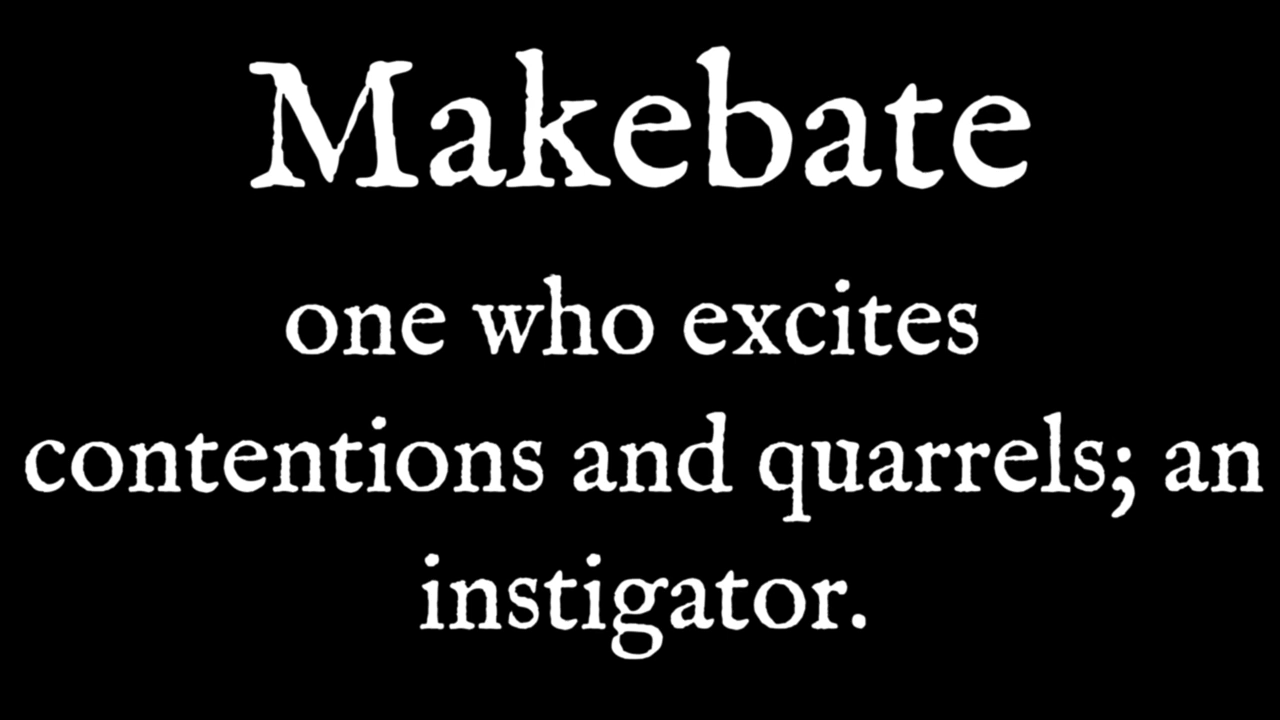 Makebate
one who excites
contentions and quarrels; an
instigator.